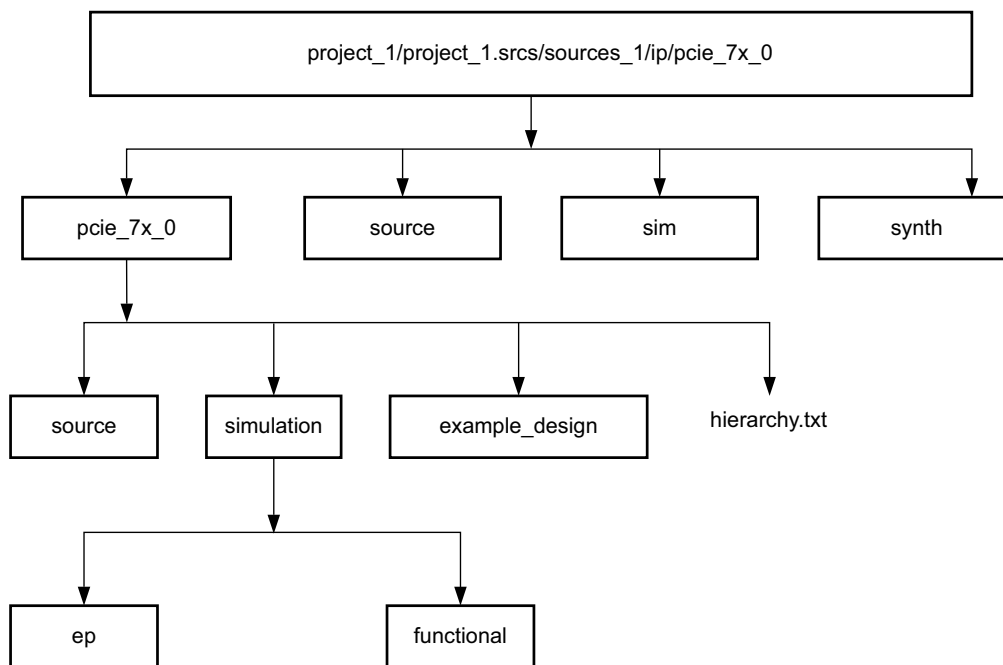 project_1/project_1.srcs/sources_1/ip/pcie_7x_0
pcie_7x_0
source
sim
synth
source
simulation
example_design
hierarchy.txt
ep
functional